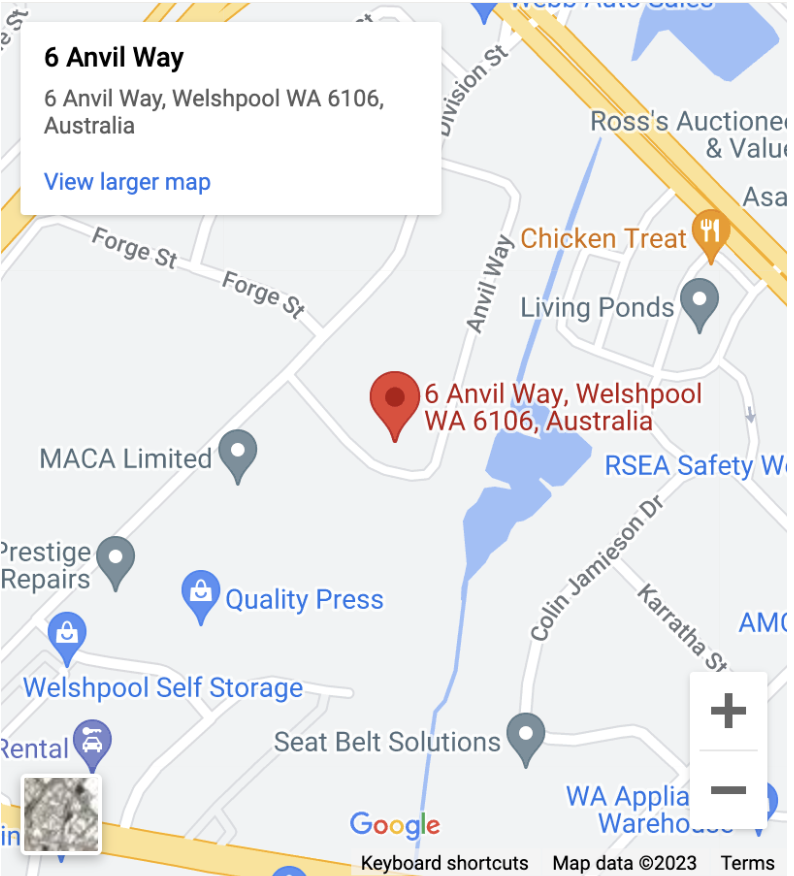 Webb Auto Sales
6 Anvil Way
6 Anvil Way, Welshpool WA 6106,
Australia
View larger map
Division St
Ross's Auctionee
& Value
Asa
Chicken Treat
Forge St
Forge St
Anvil Way
Living Ponds
6 Anvil Way, Welshpool
WA 6106, Australia
MACA Limited
RSEA Safety We
Colin Jamieson Dr
Prestige
Repairs
Quality Press
Karratha St
AMC
Welshpool Self Storage
Rental
Seat Belt Solutions
WA Applia
Warehouse
Google
in
Keyboard shortcuts Map data ©2023 Terms